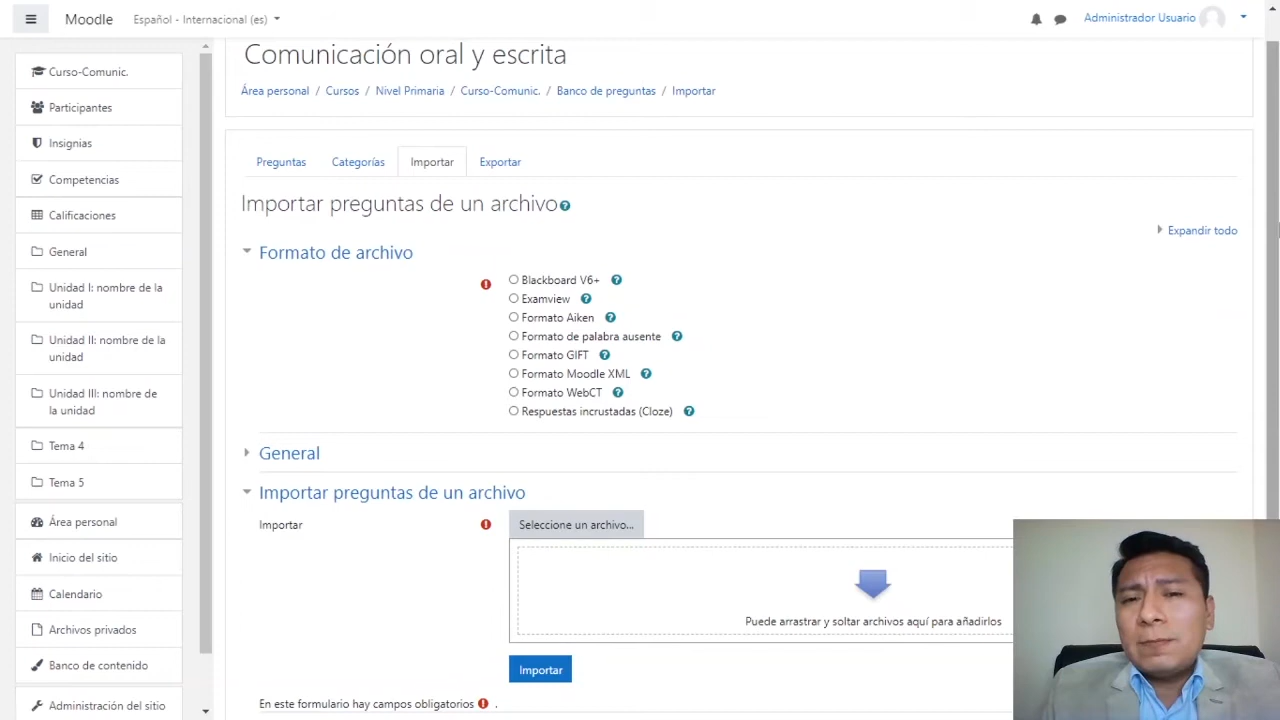 Moodle Español - Internacional (es) Administrador Usuario
Comunicación oral y escrita
Área personal / Cursos / Nivel Primaria / Curso-Comunic. / Banco de preguntas / Importar
Curso-Comunic.
Participantes
Insignias
Competencias
Calificaciones
General
Unidad I: nombre de la
unidad
Unidad II: nombre de la
unidad
Unidad III: nombre de
la unidad
Tema 4
Tema 5
Área personal
Inicio del sitio
Calendario
Archivos privados
Banco de contenido
Administración del sitio
Preguntas Categorías Importar Exportar
Importar preguntas de un archivo
Expandir todo
Formato de archivo
Blackboard V6+
Examview
Formato Aiken
Formato de palabra ausente
Formato GIFT
Formato Moodle XML
Formato WebCT
Respuestas incrustadas (Cloze)
General
Importar preguntas de un archivo
Importar
Seleccione un archivo...
Puede arrastrar y soltar archivos aquí para añadirlos
Importar
En este formulario hay campos obligatorios .